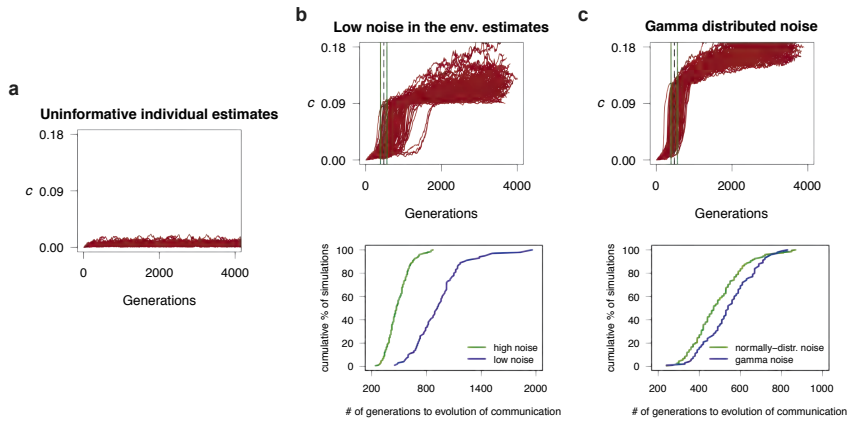 a
Uninformative individual estimates
0.18
0.09
0.00
c
0
2000
4000
Generations
b
Low noise in the env. estimates
0.18
0.09
0.00
c
0
2000
4000
Generations
cumulative % of simulations
100
80
60
40
20
0
high noise
low noise
200
800
1400
2000
# of generations to evolution of communication
c
Gamma distributed noise
0.18
0.09
0.00
c
0
2000
4000
Generations
cumulative % of simulations
100
80
60
40
20
0
normally-distr. noise
gamma noise
200
400
600
800
1000
# of generations to evolution of communication